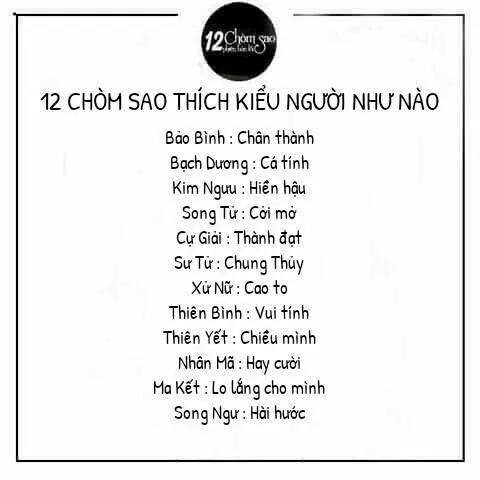 12 Chòm sao
12 CHÒM SAO THÍCH KIỂU NGƯỜI NHƯ NÀO
Bảo Bình : Chân thành
Bạch Dương : Cá tính
Kim Ngưu : Hiền hậu
Song Tử : Cởi mở
Cự Giải : Thành đạt
Sư Tử : Chung Thủy
Xử Nữ : Cao to
Thiên Bình : Vui tính
Thiên Yết : Chiều mình
Nhân Mã : Hay cười
Ma Kết : Lo lắng cho mình
Song Ngư : Hài hước